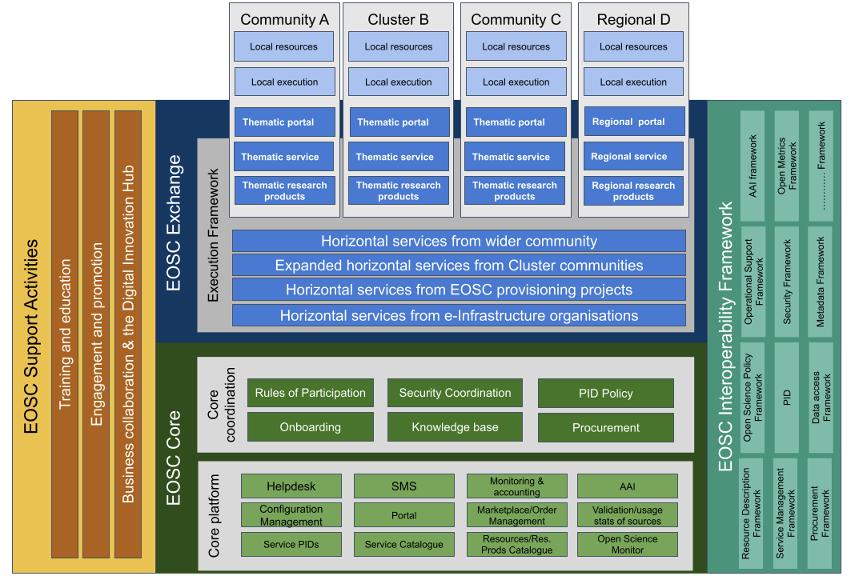 Community A
Cluster B
Community C
Regional D
Local resources
Local resources
Local resources
Local resources
Local execution
Local execution
Local execution
Local execution
Thematic portal
Thematic portal
Thematic portal
Regional portal
Thematic service
Thematic service
Thematic service
Regional service
Thematic research
products
Thematic research
products
Thematic research
products
Regional research
products
EOSC Support Activities
Training and education
Engagement and promotion
Business collaboration & the Digital Innovation Hub
EOSC Exchange
Execution Framework
Horizontal services from wider community
Expanded horizontal services from Cluster communities
Horizontal services from EOSC provisioning projects
Horizontal services from e-Infrastructure organisations
EOSC Core
Core
coordination
Rules of Participation
Security Coordination
PID Policy
Onboarding
Knowledge base
Procurement
Core platform
Helpdesk
SMS
Monitoring &
accounting
AAI
Configuration
Management
Portal
Marketplace/Order
Management
Validation/usage
stats of sources
Service PIDs
Service Catalogue
Resources/Res.
Prods Catalogue
Open Science
Monitor
EOSC Interoperability Framework
AAI framework
Open Metrics
Framework
............ Framework
Operational Support
Framework
Security Framework
Metadata Framework
Open Science Policy
Framework
PID
Data access
Framework
Resource Description
Framework
Service Management
Framework
Procurement
Framework